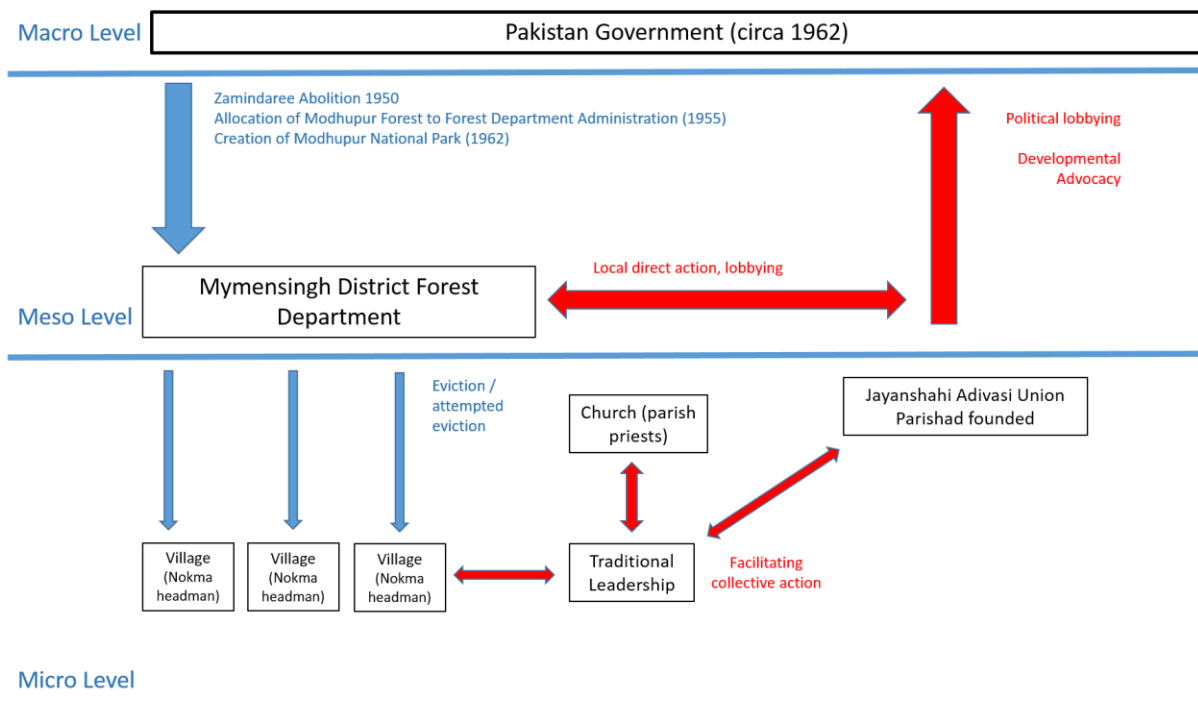 Macro Level
Pakistan Government (circa 1962)
Zamindaree Abolition 1950
Allocation of Modhupur Forest to Forest Department Administration (1955)
Creation of Modhupur National Park (1962)
Political lobbying
Developmental
Advocacy
Local direct action, lobbying
Mymensingh District Forest
Department
Meso Level
Eviction /
attempted
eviction
Church (parish
priests)
Jayanshahi Adivasi Union
Parishad founded
Village
(Nokma
headman)
Village
(Nokma
headman)
Village
(Nokma
headman)
Traditional
Leadership
Facilitating
collective action
Micro Level